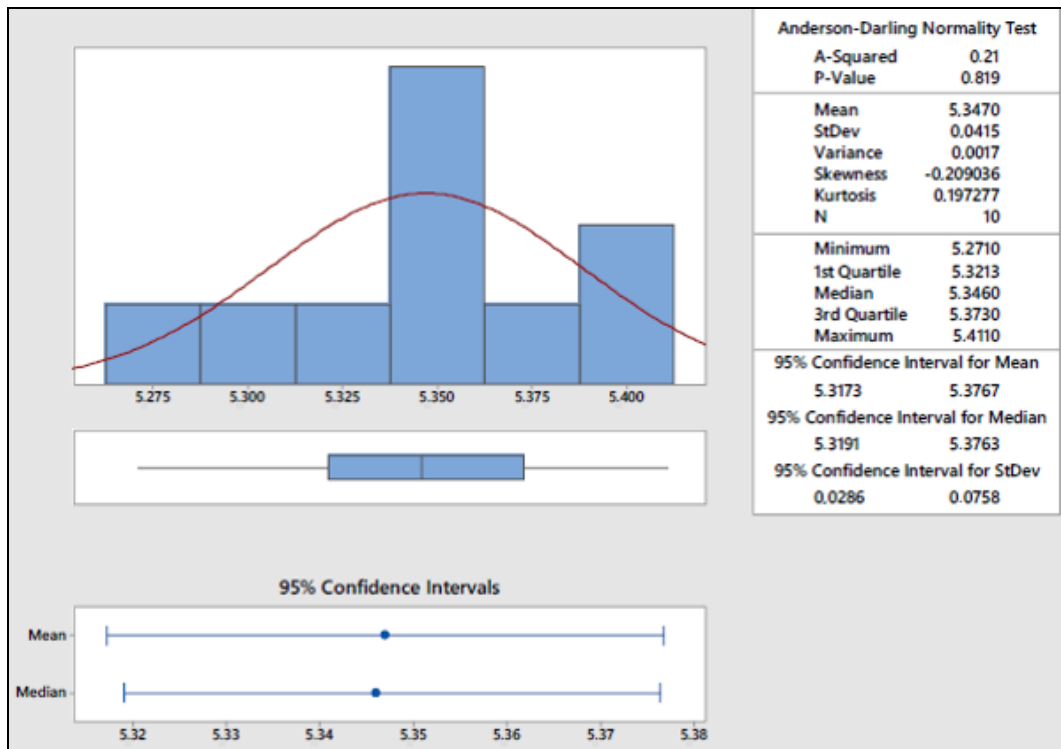 Anderson-Darling Normality Test
A-Squared 0.21
P-Value 0.819
Mean 5.3470
StDev 0.0415
Variance 0.0017
Skewness -0.209036
Kurtosis 0.197277
N 10
Minimum 5.2710
1st Quartile 5.3213
Median 5.3460
3rd Quartile 5.3730
Maximum 5.4110
95% Confidence Interval for Mean
5.3173 5.3767
95% Confidence Interval for Median
5.3191 5.3763
95% Confidence Interval for StDev
0.0286 0.0758
5.275 5.300 5.325 5.350 5.375 5.400
95% Confidence Intervals
Mean
Median
5.32 5.33 5.34 5.35 5.36 5.37 5.38